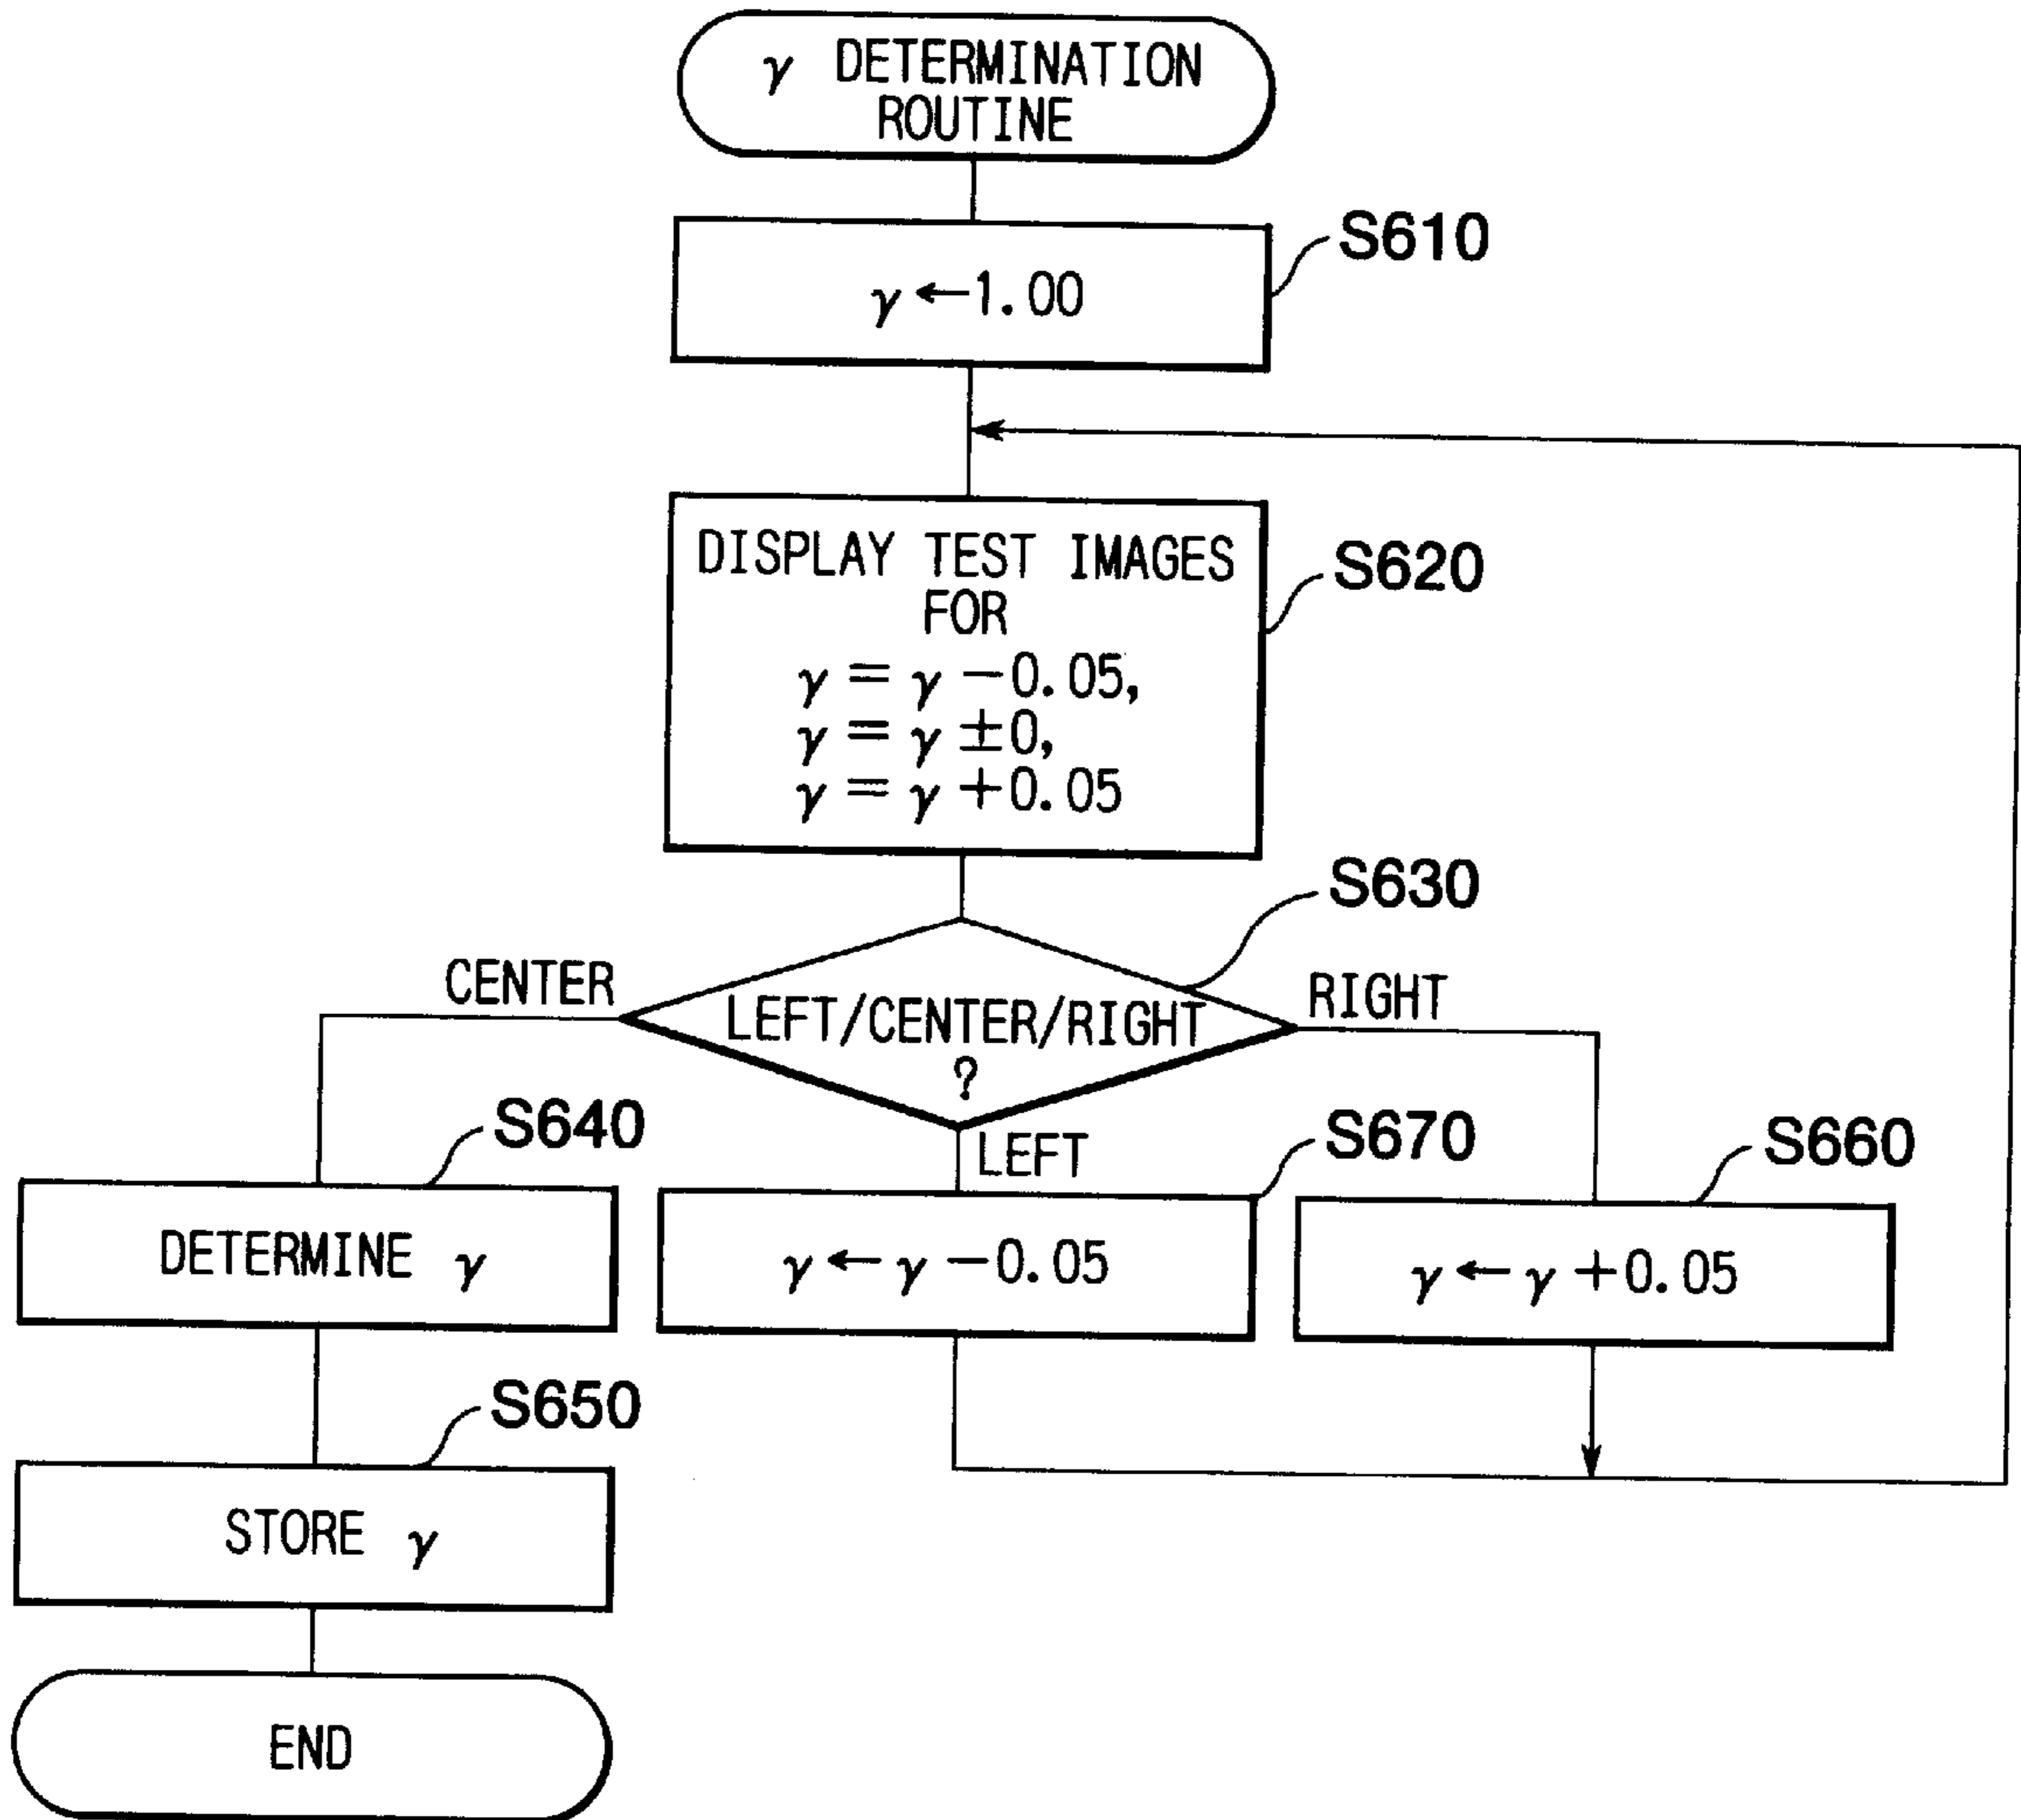 γ DETERMINATION
ROUTINE
S610
γ←1.00
DISPLAY TEST IMAGES
FOR
γ = γ -0.05,
γ = γ ±0,
γ = γ +0.05
S620
S630
CENTER
LEFT/CENTER/RIGHT
?
RIGHT
LEFT
S640
DETERMINE γ
S670
γ ← γ -0.05
S660
γ ← γ +0.05
S650
STORE γ
END